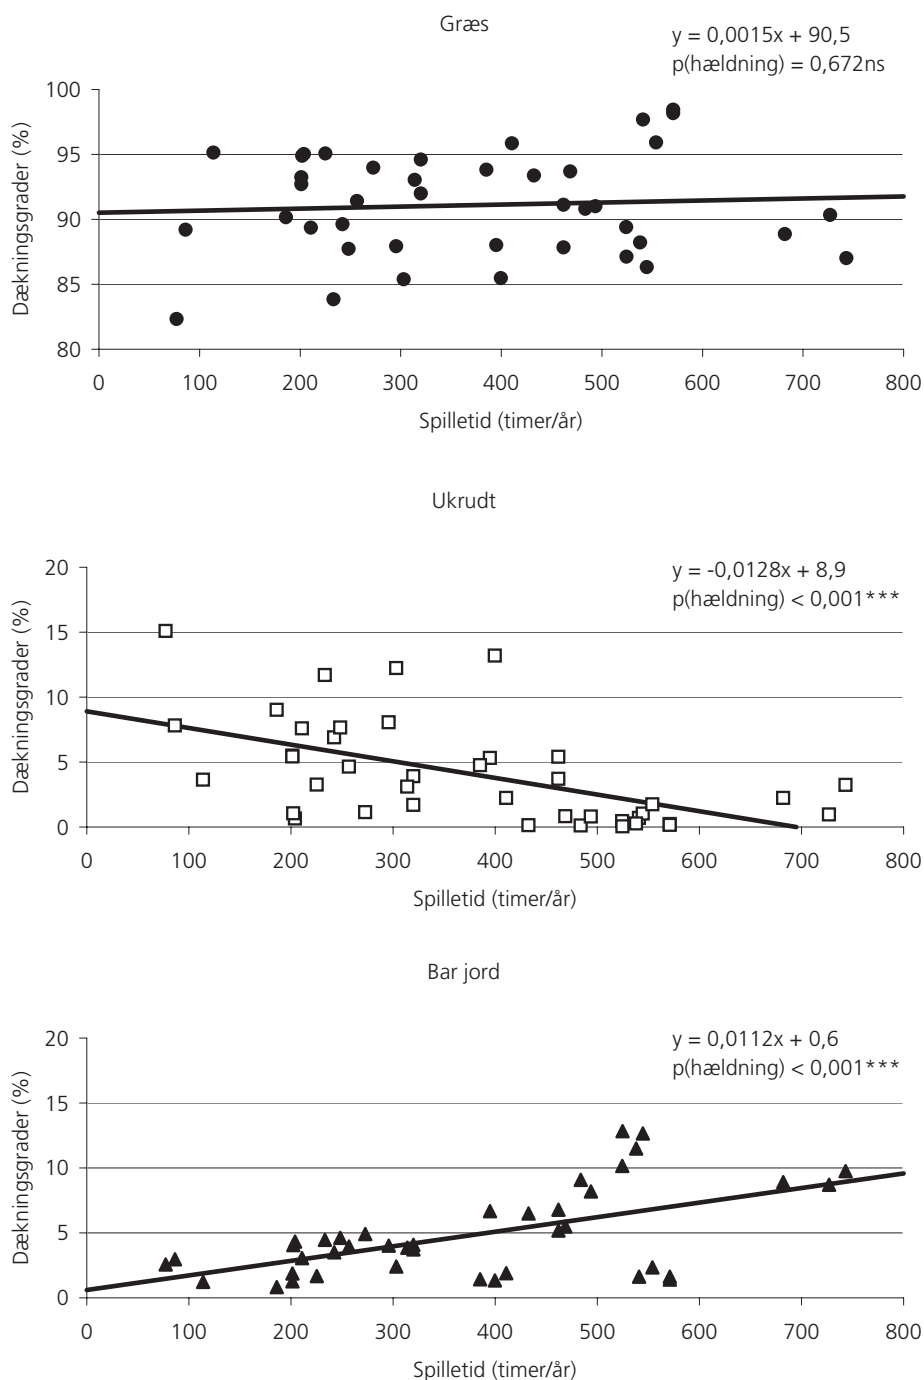 Græs
y = 0,0015x + 90,5
p(hældning) = 0,672ns
Dækningsgrader (%)
100
95
90
85
80
0 100 200 300 400 500 600 700 800
Spilletid (timer/år)
Ukrudt
y = -0,0128x + 8,9
p(hældning) < 0,001***
Dækningsgrader (%)
20
15
10
5
0
0 100 200 300 400 500 600 700 800
Spilletid (timer/år)
Bar jord
y = 0,0112x + 0,6
p(hældning) < 0,001***
Dækningsgrader (%)
20
15
10
5
0
0 100 200 300 400 500 600 700 800
Spilletid (timer/år)